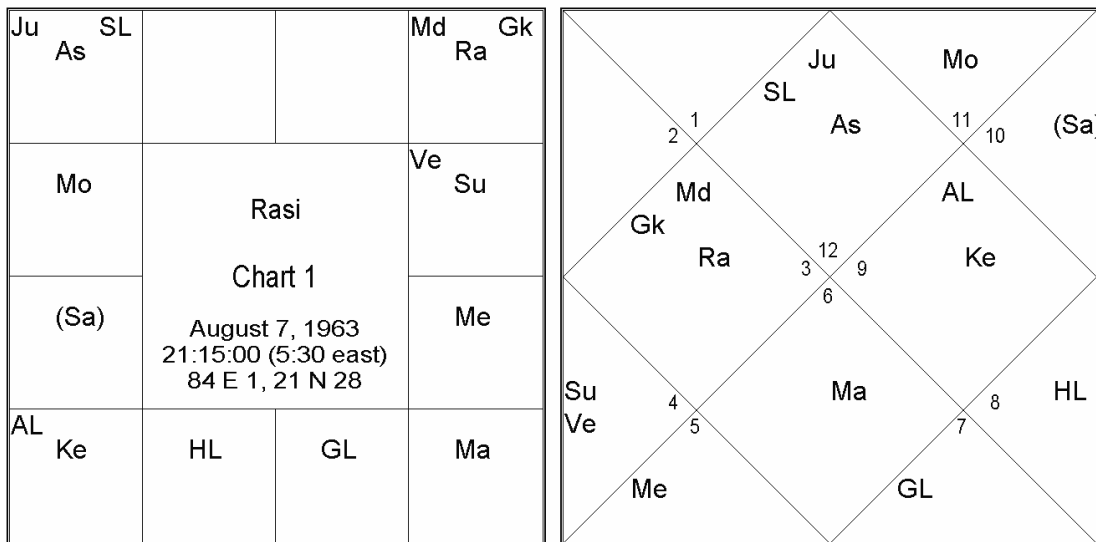 Ju SL
As
Md Gk
Ra
Mo
Ve
Su
Rasi
Chart 1
August 7, 1963
21:15:00 (5:30 east)
84 E 1, 21 N 28
(Sa)
Me
AL
Ke
HL
GL
Ma
Ju
SL
As
Mo
(Sa)
2 1
11 10
Md
Gk
Ra
AL
Ke
12
3 9
6
Su
Ve
4
5
Ma
8
7
HL
Me
GL